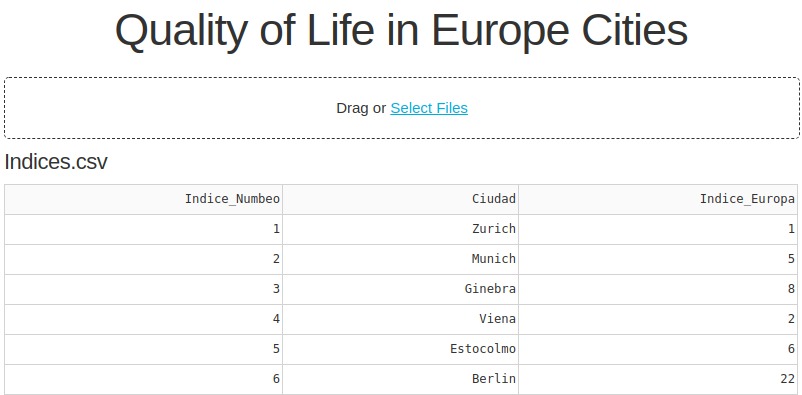 Quality of Life in Europe Cities
Drag or Select Files
Indices.csv
Indice_Numbeo Ciudad Indice_Europa
1 Zurich 1
2 Munich 5
3 Ginebra 8
4 Viena 2
5 Estocolmo 6
6 Berlin 22